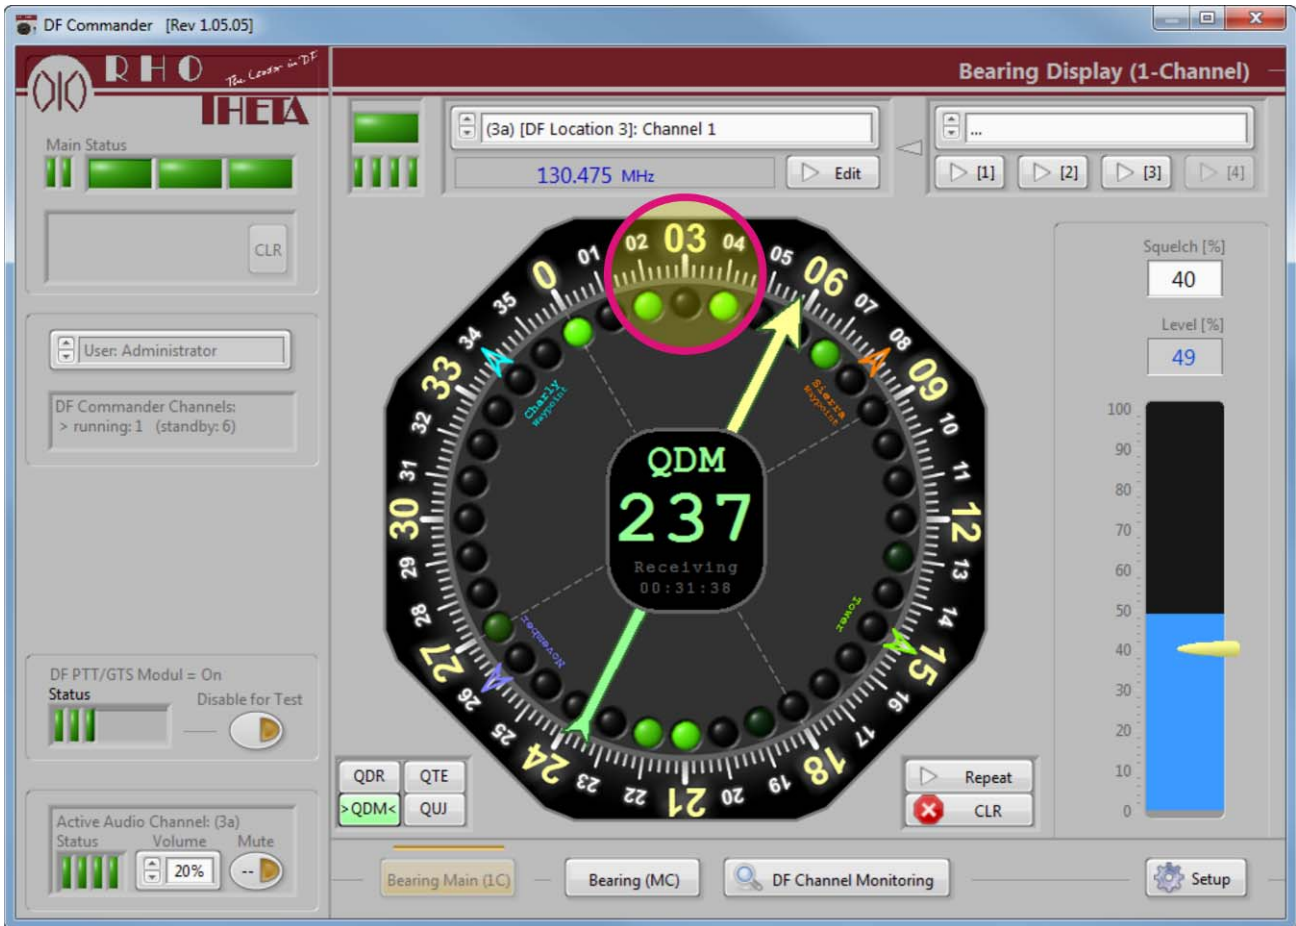 DF Commander [Rev 1.05.05]
RHO
The Leader in DF
THETA
Bearing Display (1-Channel)
Main Status
CLR
(3a) [DF Location 3]: Channel 1
130.475 MHz
Edit
...
[1]
[2]
[3]
[4]
User: Administrator
DF Commander Channels:
> running: 1 (standby: 6)
0
01
02
03
04
05
06
07
08
09
10
11
12
13
14
15
16
17
18
19
20
21
22
23
24
25
26
27
28
29
30
31
32
33
34
35
Charly
Waypoint
Sierra
Waypoint
Tower
November
QDM
237
Receiving
00:31:38
Squelch [%]
40
Level [%]
49
100
90
80
70
60
50
40
30
20
10
0
DF PTT/GTS Modul = On
Status
Disable for Test
QDR
QTE
>QDM<
QUJ
Repeat
CLR
Active Audio Channel: (3a)
Status Volume Mute
20%
--
Bearing Main (1C)
Bearing (MC)
DF Channel Monitoring
Setup